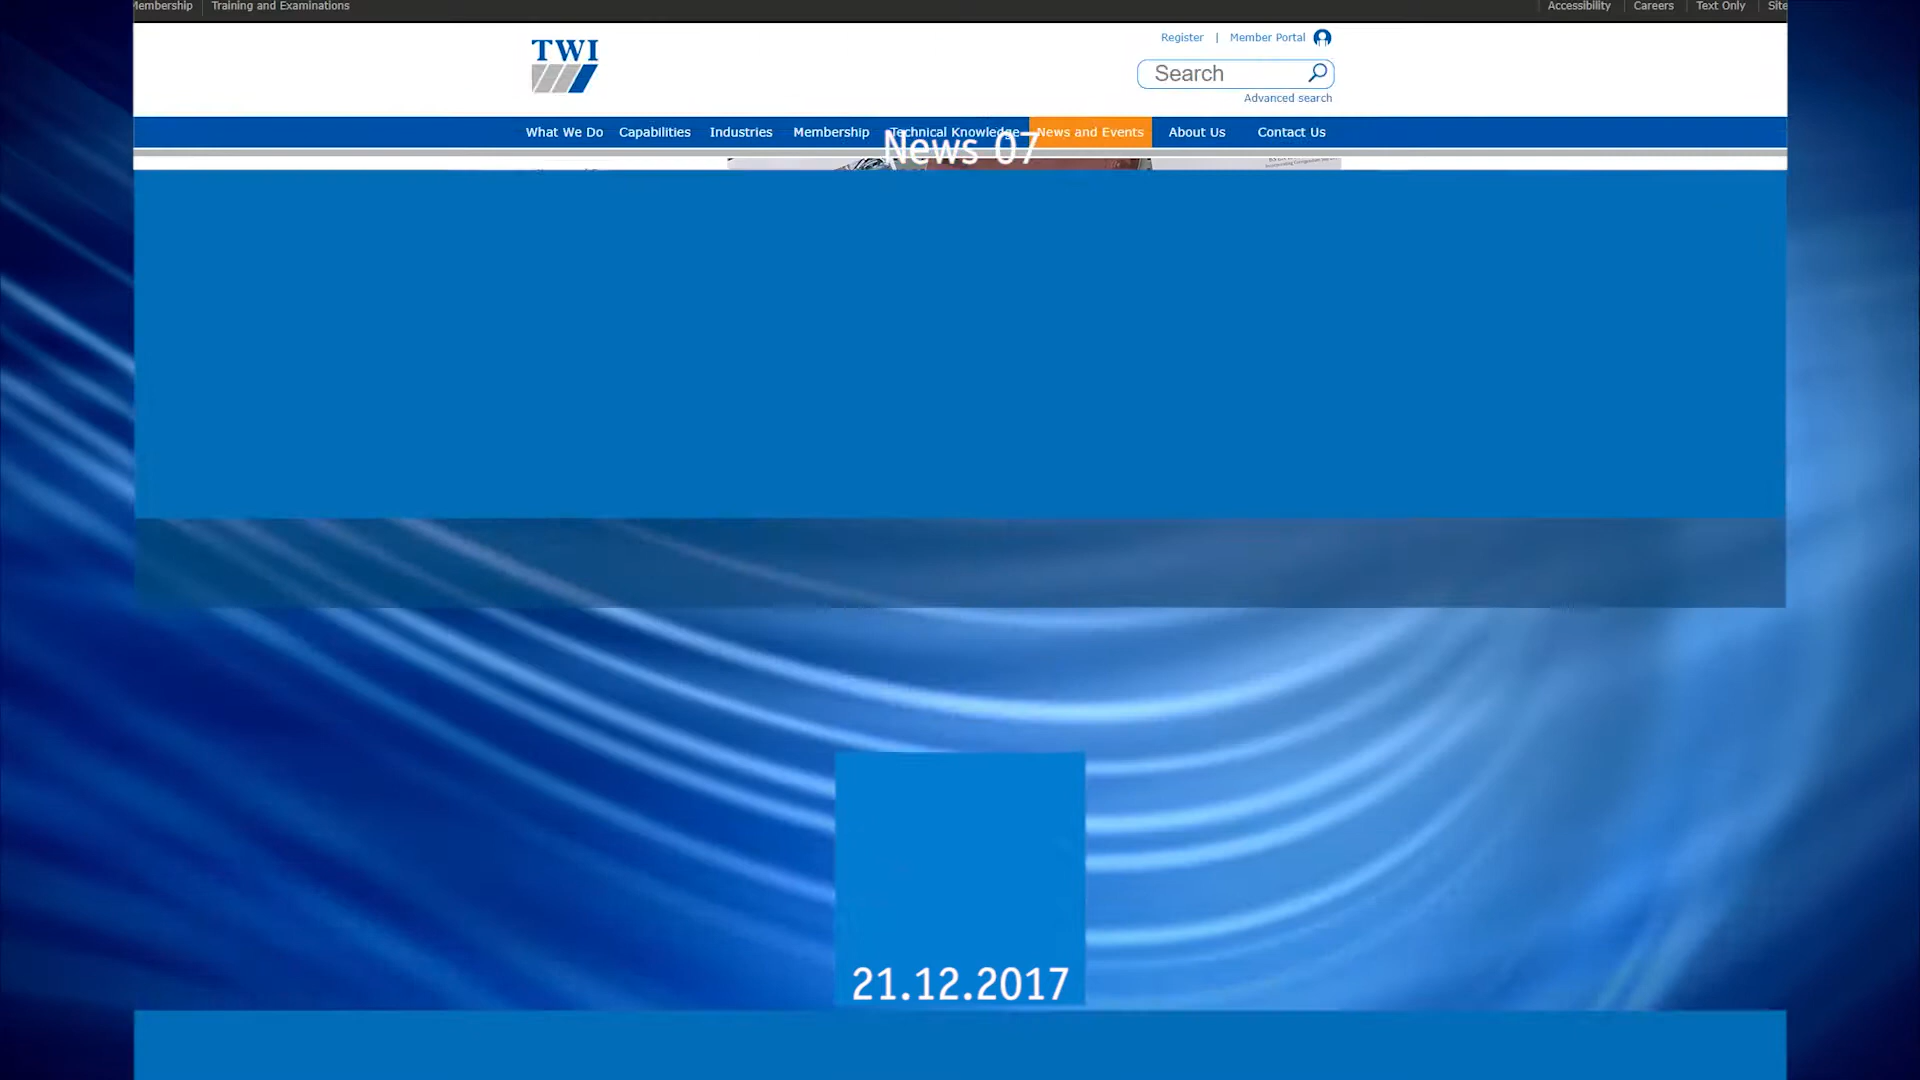 Membership | Training and Examinations
Accessibility | Careers | Text Only | Site
TWI
Register | Member Portal
Search
Advanced search
What We Do Capabilities Industries Membership Technical Knowledge News and Events About Us Contact Us
News 07
21.12.2017